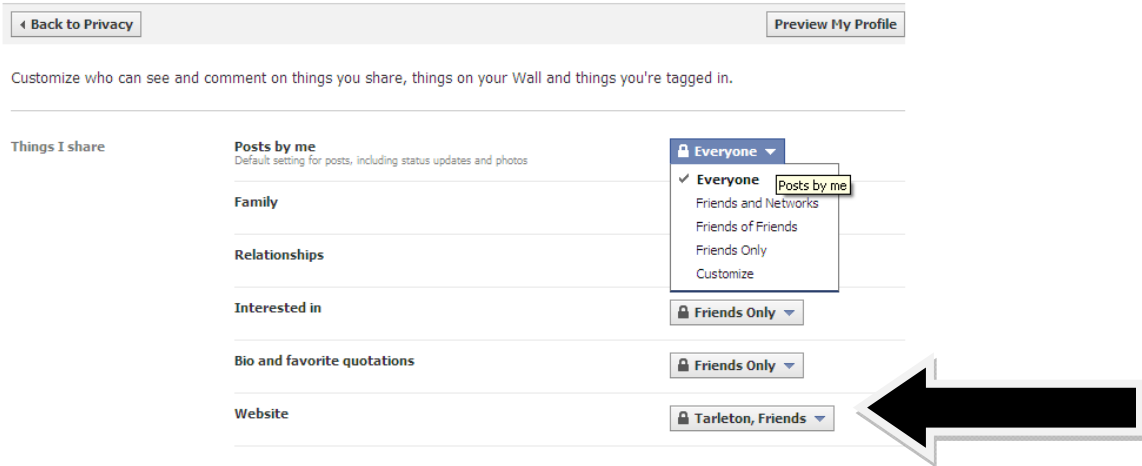 Back to Privacy
Preview My Profile
Customize who can see and comment on things you share, things on your Wall and things you're tagged in.
Things I share
Posts by me
Default setting for posts, including status updates and photos
Everyone
Everyone
Posts by me
Friends and Networks
Friends of Friends
Friends Only
Customize
Family
Relationships
Interested in
Friends Only
Bio and favorite quotations
Friends Only
Website
Tarleton, Friends